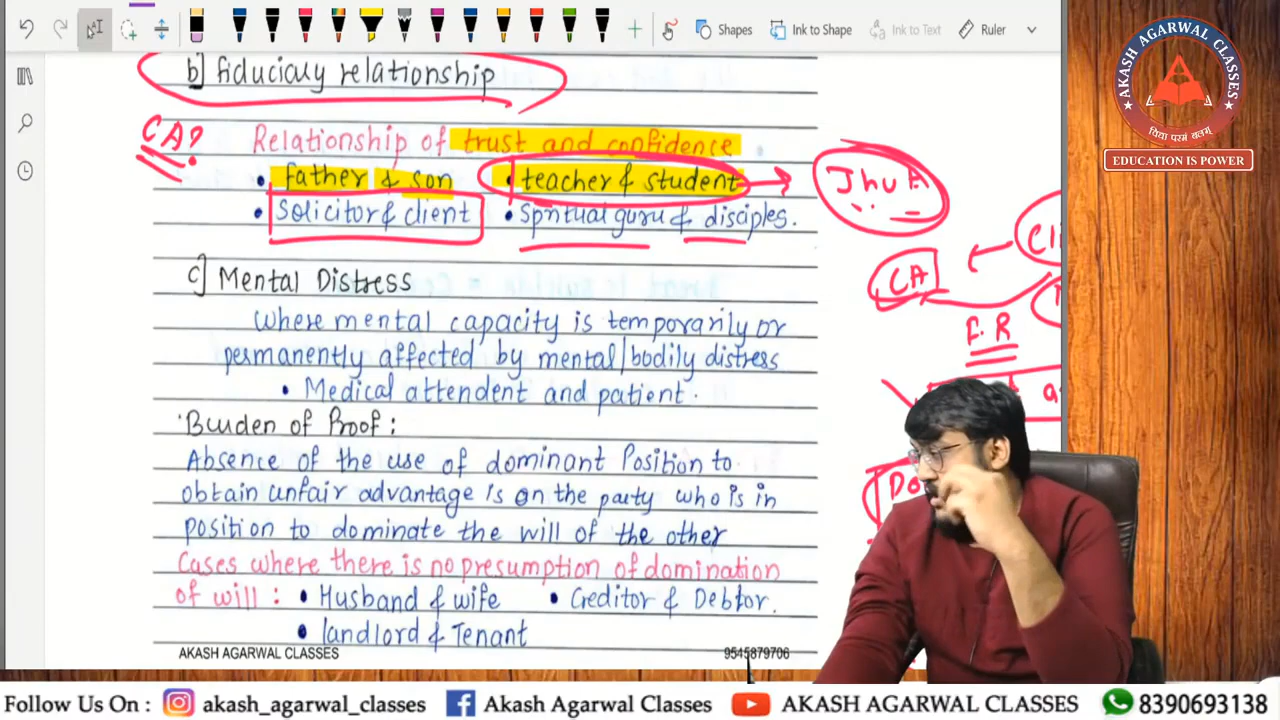 Shapes Ink to Shape Ink to Text Ruler
b] fiduciary relationship
CA? Relationship of trust and confidence
• father & son • teacher & student → Jhu A
• Solicitor & client • Spritual guru & disciples.
CA
F.R
c] Mental Distress
where mental capacity is temporarily or
permanently affected by mental/bodily distress
• Medical attendent and patient.
Burden of Proof:
Absence of the use of dominant Position to
obtain unfair advantage is on the party who is in
position to dominate the will of the other
Cases where there is no presumption of domination
of will: • Husband & wife • Creditor & Debtor.
• landlord & Tenant
AKASH AGARWAL CLASSES 9545879706
AKASH AGARWAL CLASSES
विद्या परमं बलम्
EDUCATION IS POWER
Follow Us On : akash_agarwal_classes Akash Agarwal Classes AKASH AGARWAL CLASSES 8390693138